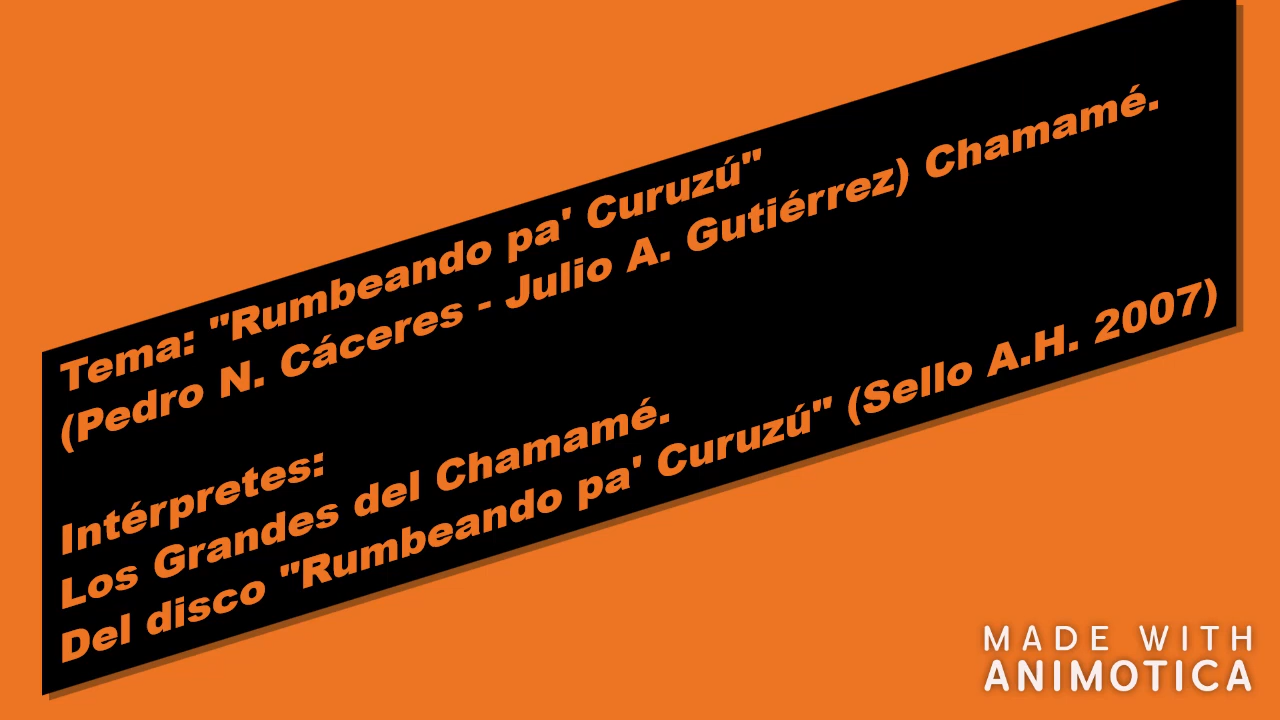 Tema: "Rumbeando pa' Curuzú"
(Pedro N. Cáceres - Julio A. Gutiérrez) Chamamé.
Intérpretes:
Los Grandes del Chamamé.
Del disco "Rumbeando pa' Curuzú" (Sello A.H. 2007)
MADE WITH
ANIMOTICA